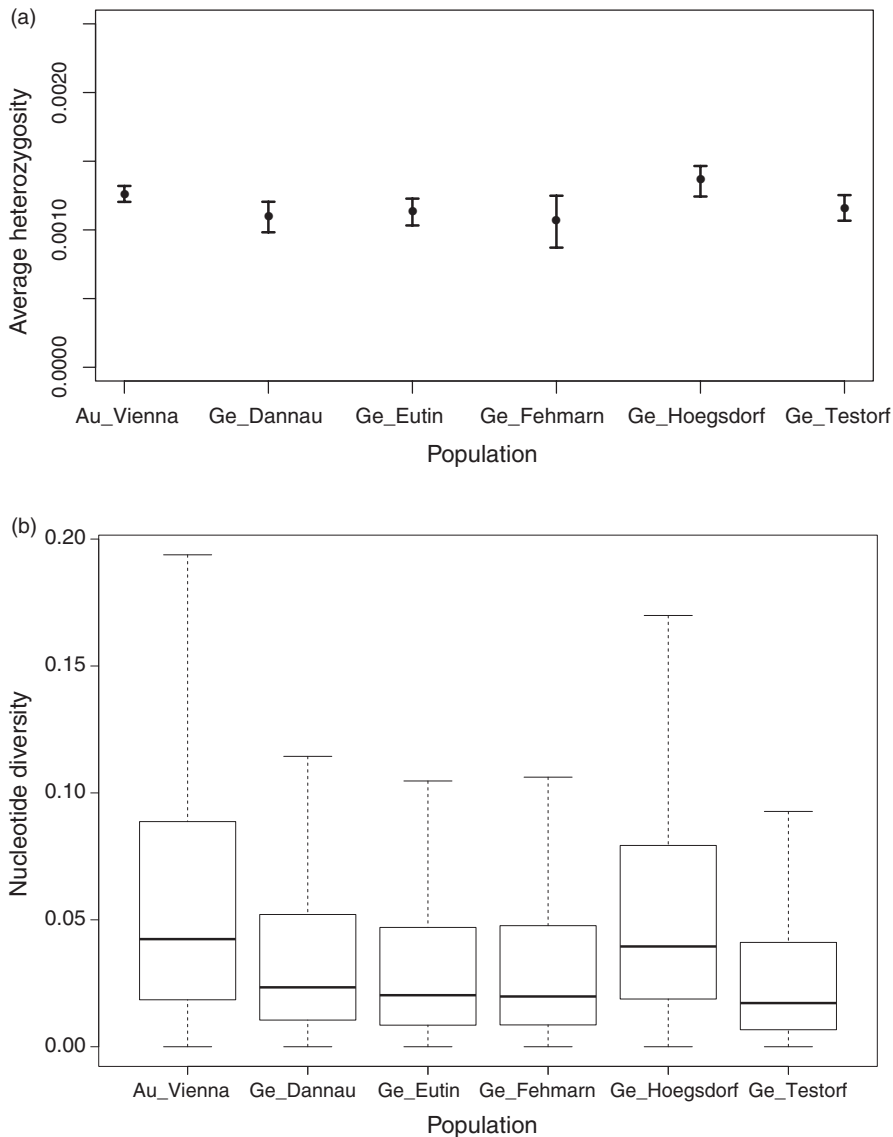 (a)
Average heterozygosity
0.0020
0.0010
0.0000
Au_Vienna Ge_Dannau Ge_Eutin Ge_Fehmarn Ge_Hoegsdorf Ge_Testorf
Population
(b)
Nucleotide diversity
0.20
0.15
0.10
0.05
0.00
Au_Vienna Ge_Dannau Ge_Eutin Ge_Fehmarn Ge_Hoegsdorf Ge_Testorf
Population